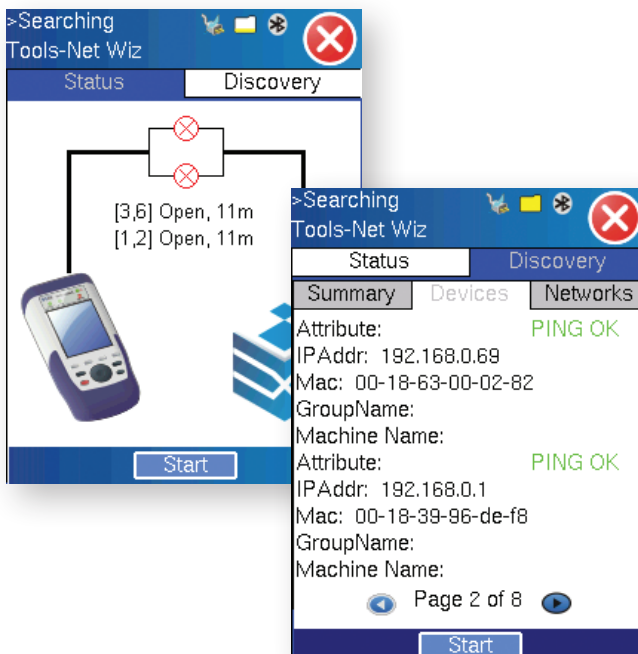 >Searching
Tools-Net Wiz
Status Discovery
[3,6] Open, 11m
[1,2] Open, 11m
Start
>Searching
Tools-Net Wiz
Status Discovery
Summary Devices Networks
Attribute: PING OK
IPAddr: 192.168.0.69
Mac: 00-18-63-00-02-82
GroupName:
Machine Name:
Attribute: PING OK
IPAddr: 192.168.0.1
Mac: 00-18-39-96-de-f8
GroupName:
Machine Name:
Page 2 of 8
Start